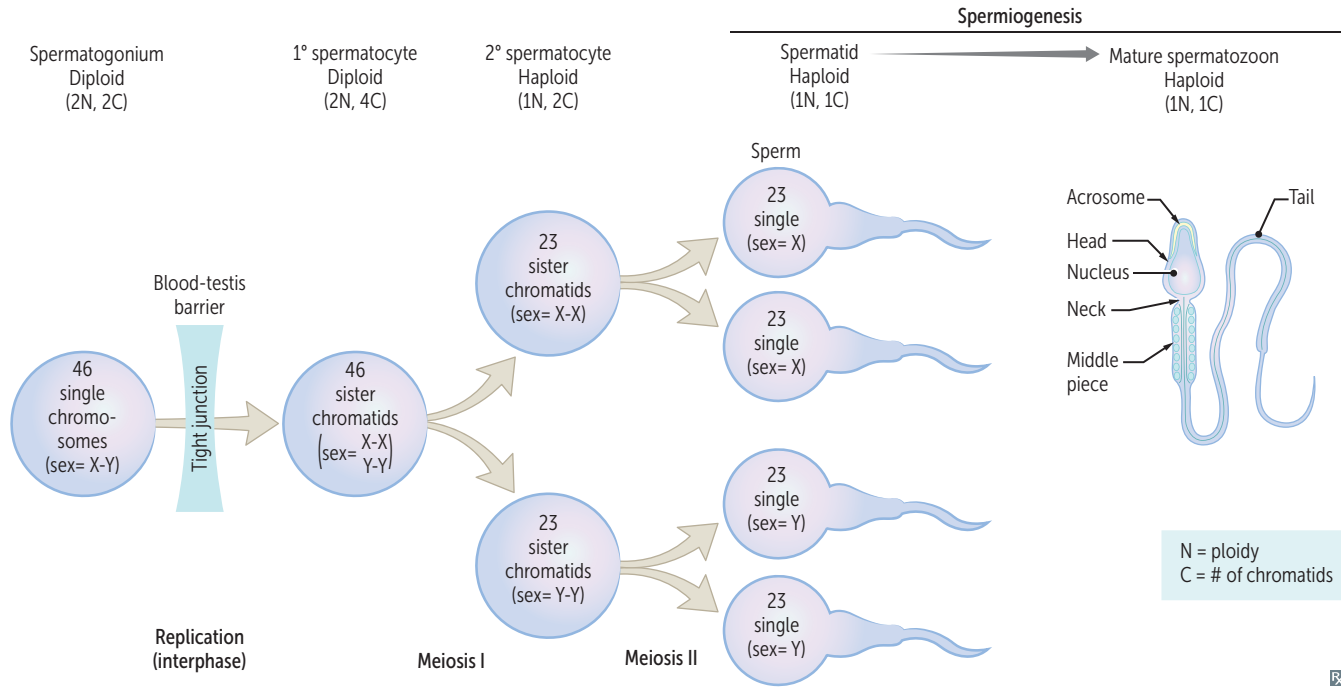 Spermiogenesis
Spermatogonium
Diploid
(2N, 2C)
1° spermatocyte
Diploid
(2N, 4C)
2° spermatocyte
Haploid
(1N, 2C)
Spermatid
Haploid
(1N, 1C)
Mature spermatozoon
Haploid
(1N, 1C)
Blood-testis
barrier
Tight junction
46
single
chromo-
somes
(sex= X-Y)
46
sister
chromatids
(sex= X-X
Y-Y)
23
sister
chromatids
(sex= X-X)
23
sister
chromatids
(sex= Y-Y)
Sperm
23
single
(sex= X)
23
single
(sex= X)
23
single
(sex= Y)
23
single
(sex= Y)
Acrosome
Head
Nucleus
Neck
Middle
piece
Tail
N = ploidy
C = # of chromatids
Replication
(interphase)
Meiosis I
Meiosis II
℞